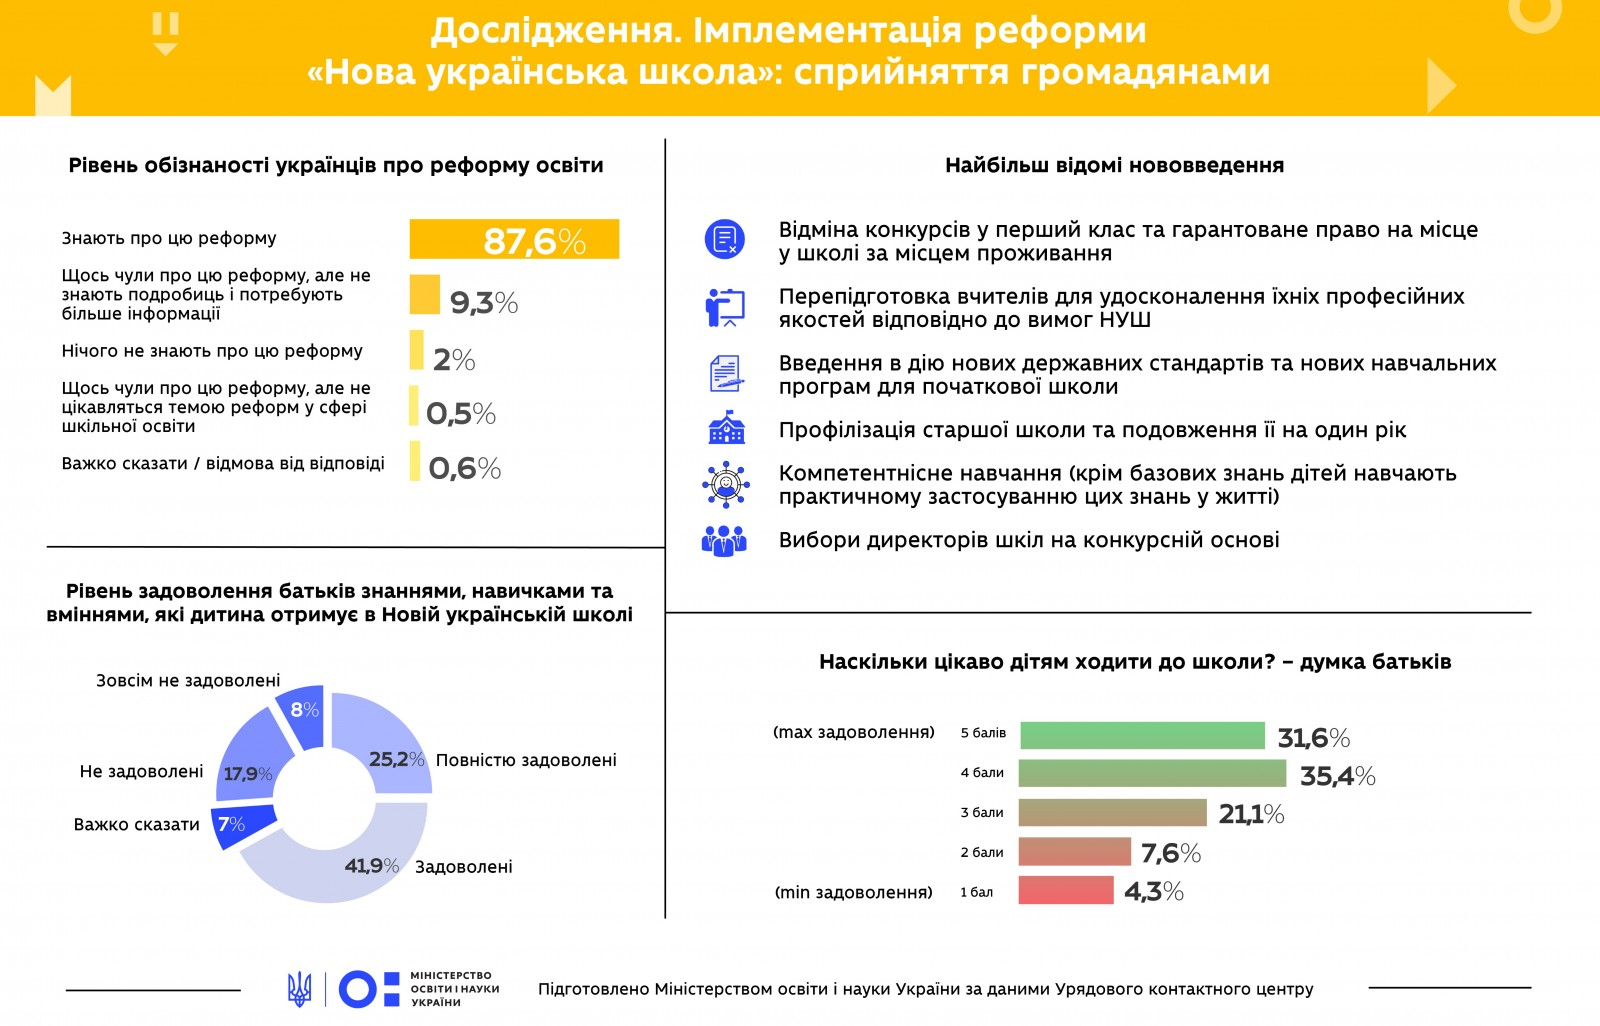 Дослідження. Імплементація реформи
«Нова українська школа»: сприйняття громадянами
Рівень обізнаності українців про реформу освіти
Знають про цю реформу
87,6%
Щось чули про цю реформу, але не
знають подробиць і потребують
більше інформації
9,3%
Нічого не знають про цю реформу
2%
Щось чули про цю реформу, але не
цікавляться темою реформ у сфері
шкільної освіти
0,5%
Важко сказати / відмова від відповіді
0,6%
Найбільш відомі нововведення
Відміна конкурсів у перший клас та гарантоване право на місце
у школі за місцем проживання
Перепідготовка вчителів для удосконалення їхніх професійних
якостей відповідно до вимог НУШ
Введення в дію нових державних стандартів та нових навчальних
програм для початкової школи
Профілізація старшої школи та подовження її на один рік
Компетентнісне навчання (крім базових знань дітей навчають
практичному застосуванню цих знань у житті)
Вибори директорів шкіл на конкурсній основі
Рівень задоволення батьків знаннями, навичками та
вміннями, які дитина отримує в Новій українській школі
Зовсім не задоволені
8%
25,2%
Повністю задоволені
Не задоволені
17,9%
Важко сказати
7%
41,9%
Задоволені
Наскільки цікаво дітям ходити до школи? – думка батьків
(max задоволення)
5 балів
31,6%
4 бали
35,4%
3 бали
21,1%
2 бали
7,6%
(min задоволення)
1 бал
4,3%
МІНІСТЕРСТВО
ОСВІТИ І НАУКИ
УКРАЇНИ
Підготовлено Міністерством освіти і науки України за даними Урядового контактного центру